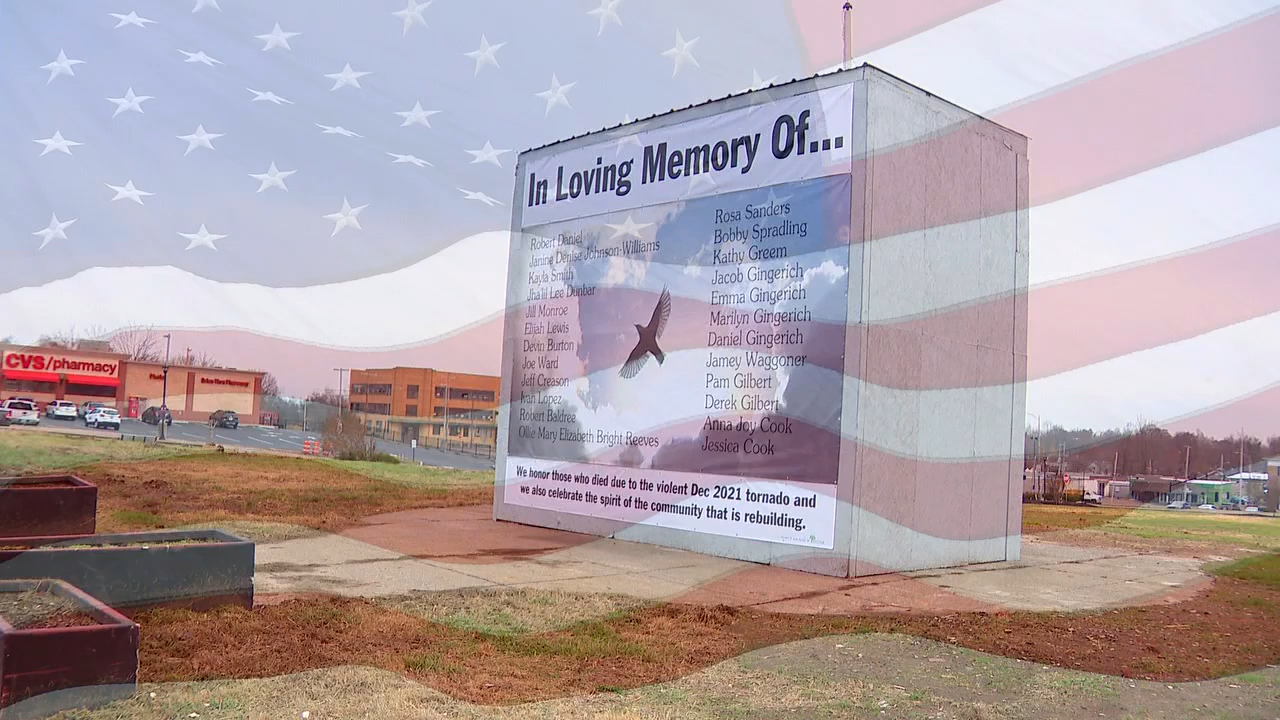 In Loving Memory Of...
Robert Daniel
Janine Denise Johnson-Williams
Kayla Smith
Jha'lil Lee Dunbar
Jill Monroe
Elijah Lewis
Devin Burton
Joe Ward
Jeff Creason
Ivan Lopez
Robert Baldree
Ollie Mary Elizabeth Bright Reeves
Rosa Sanders
Bobby Spradling
Kathy Greem
Jacob Gingerich
Emma Gingerich
Marilyn Gingerich
Daniel Gingerich
Jamey Waggoner
Pam Gilbert
Derek Gilbert
Anna Joy Cook
Jessica Cook
We honor those who died due to the violent Dec 2021 tornado and
we also celebrate the spirit of the community that is rebuilding.
CVS/pharmacy
Drive-Thru Pharmacy